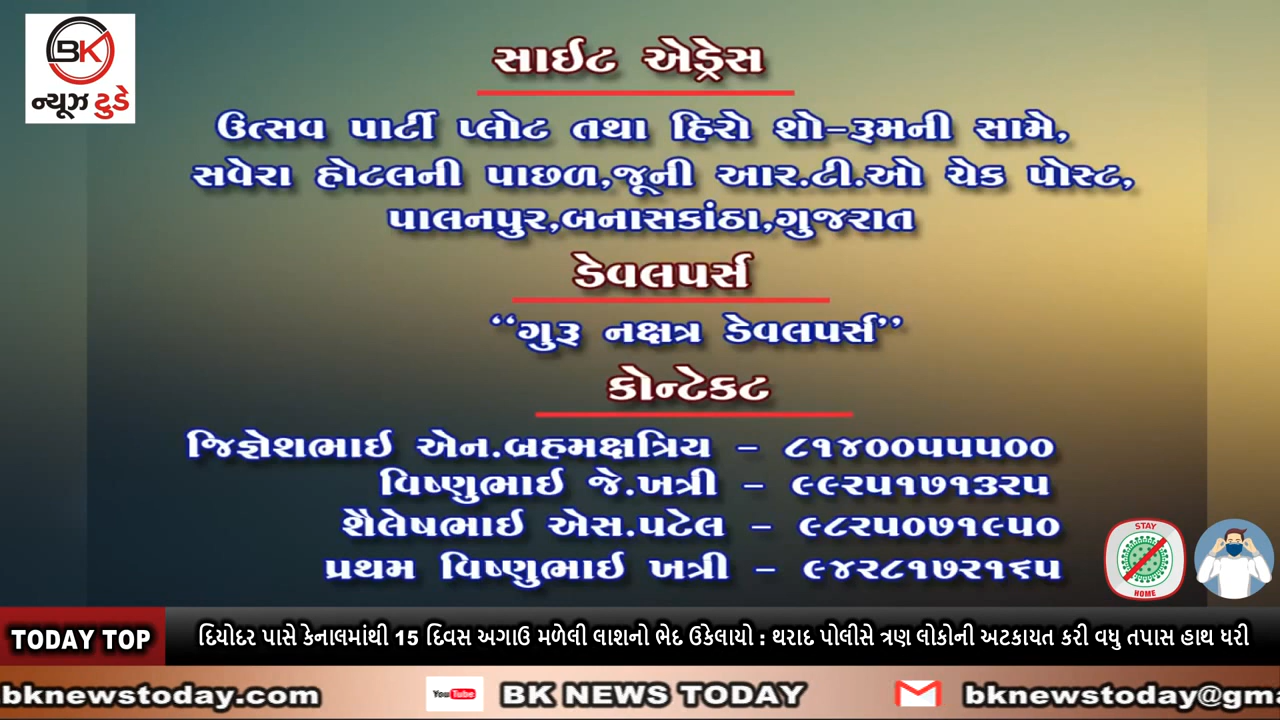 BK
ન્યૂઝ ટુડે
સાઈટ એડ્રેસ
ઉત્સવ પાર્ટી પ્લોટ તથા હિરો શો-રૂમની સામે,
સવેરા હોટલની પાછળ,જૂની આર.ટી.ઓ ચેક પોસ્ટ,
પાલનપુર,બનાસકાંઠા,ગુજરાત
ડેવલપર્સ
“ગુરૂ નક્ષત્ર ડેવલપર્સ”
કોન્ટેકટ
જિજ્ઞેશભાઇ એન.બ્રહમક્ષત્રિય - ૮૧૪૦૦૫૫૫૦૦
વિષ્ણુભાઇ જે.ખત્રી - ૯૯૨૫૧૭૧૩૨૫
શૈલેષભાઇ એસ.પટેલ - ૯૮૨૫૦૭૧૯૫૦
પ્રથમ વિષ્ણુભાઇ ખત્રી - ૯૪૨૮૧૭૨૧૬૫
STAY
HOME
TODAY TOP
દિયોદર પાસે કેનાલમાંથી 15 દિવસ અગાઉ મળેલી લાશનો ભેદ ઉકેલાયો : થરાદ પોલીસે ત્રણ લોકોની અટકાયત કરી વધુ તપાસ હાથ ધરી
bknewstoday.com YouTube BK NEWS TODAY bknewstoday@gma